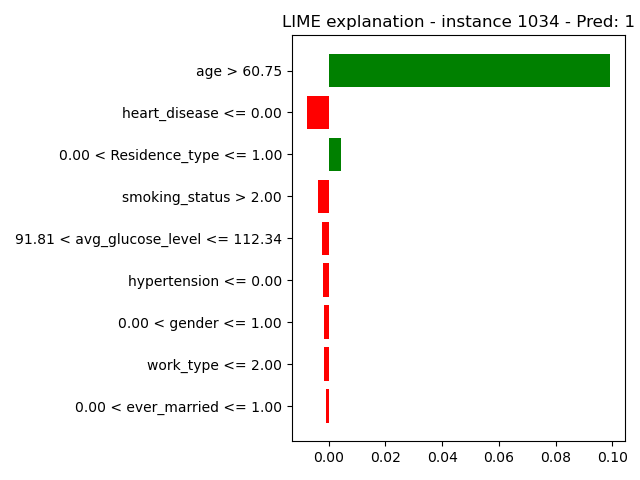 LIME explanation - instance 1034 - Pred: 1
age > 60.75
heart_disease <= 0.00
0.00 < Residence_type <= 1.00
smoking_status > 2.00
91.81 < avg_glucose_level <= 112.34
hypertension <= 0.00
0.00 < gender <= 1.00
work_type <= 2.00
0.00 < ever_married <= 1.00
0.00 0.02 0.04 0.06 0.08 0.10